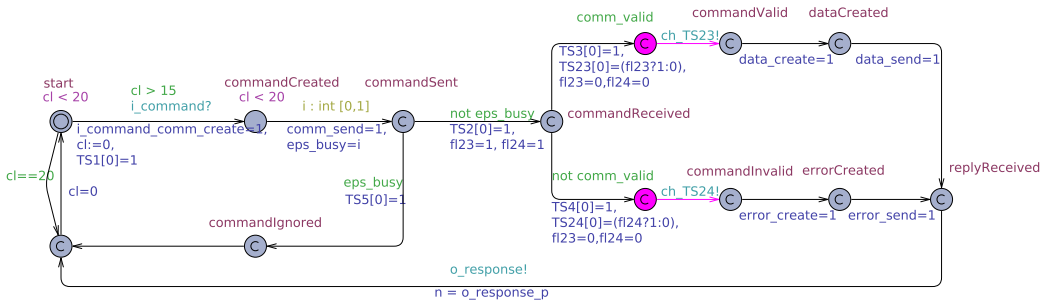 comm_valid
commandValid
dataCreated
C
ch_TS23!
C
C
TS3[0]=1,
TS23[0]=(fl23?1:0),
fl23=0,fl24=0
data_create=1
data_send=1
start
cl < 20
cl > 15
i_command?
commandCreated
cl < 20
commandSent
i : int [0,1]
C
not eps_busy
C
commandReceived
i_command_comm_create=1,
cl:=0,
TS1[0]=1
comm_send=1,
eps_busy=i
TS2[0]=1,
fl23=1, fl24=1
cl==20
cl=0
eps_busy
TS5[0]=1
not comm_valid
commandInvalid
errorCreated
replyReceived
C
ch_TS24!
C
C
C
TS4[0]=1,
TS24[0]=(fl24?1:0),
fl23=0,fl24=0
error_create=1
error_send=1
commandIgnored
C
C
o_response!
n = o_response_p